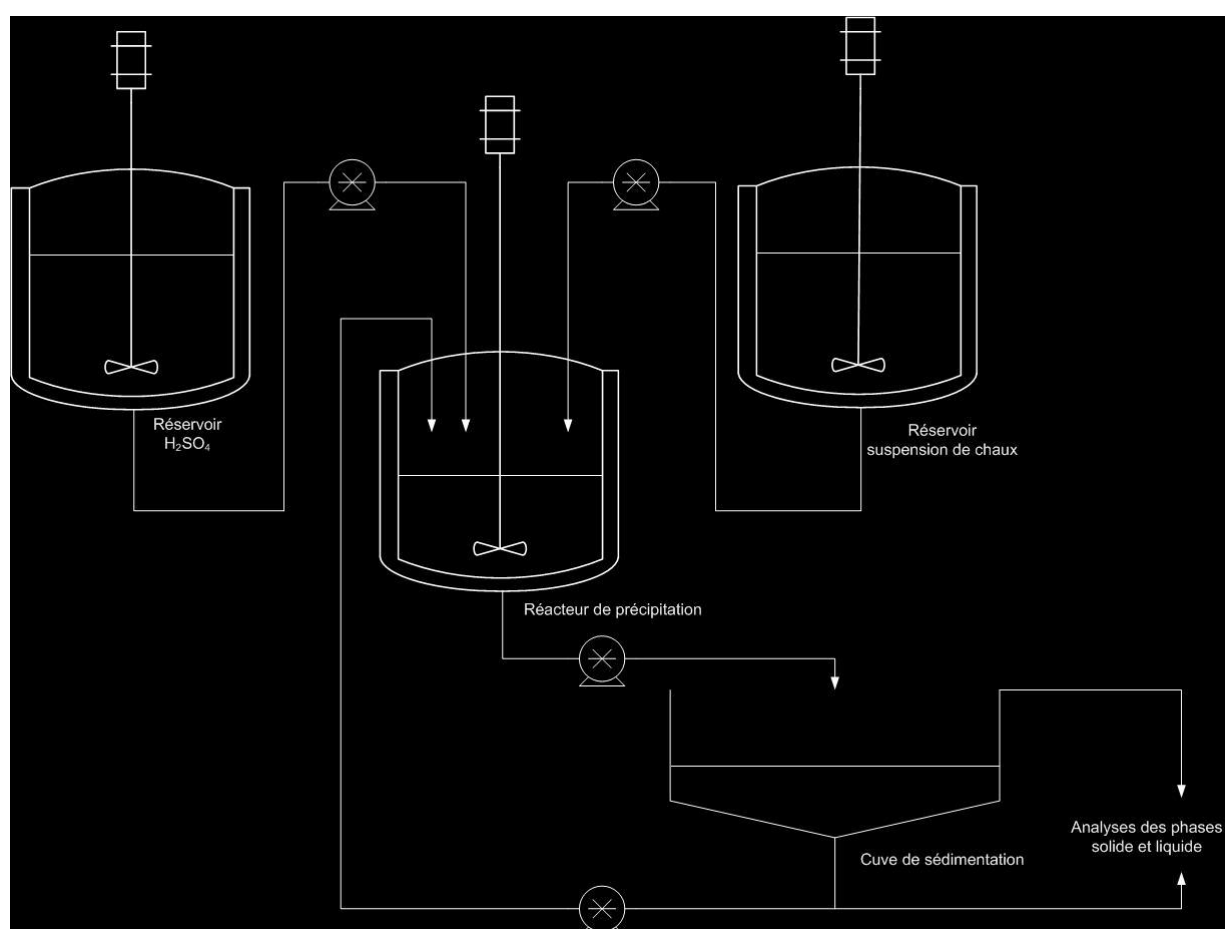 Réservoir
H₂SO₄
Réservoir
suspension de chaux
Réacteur de précipitation
Cuve de sédimentation
Analyses des phases
solide et liquide